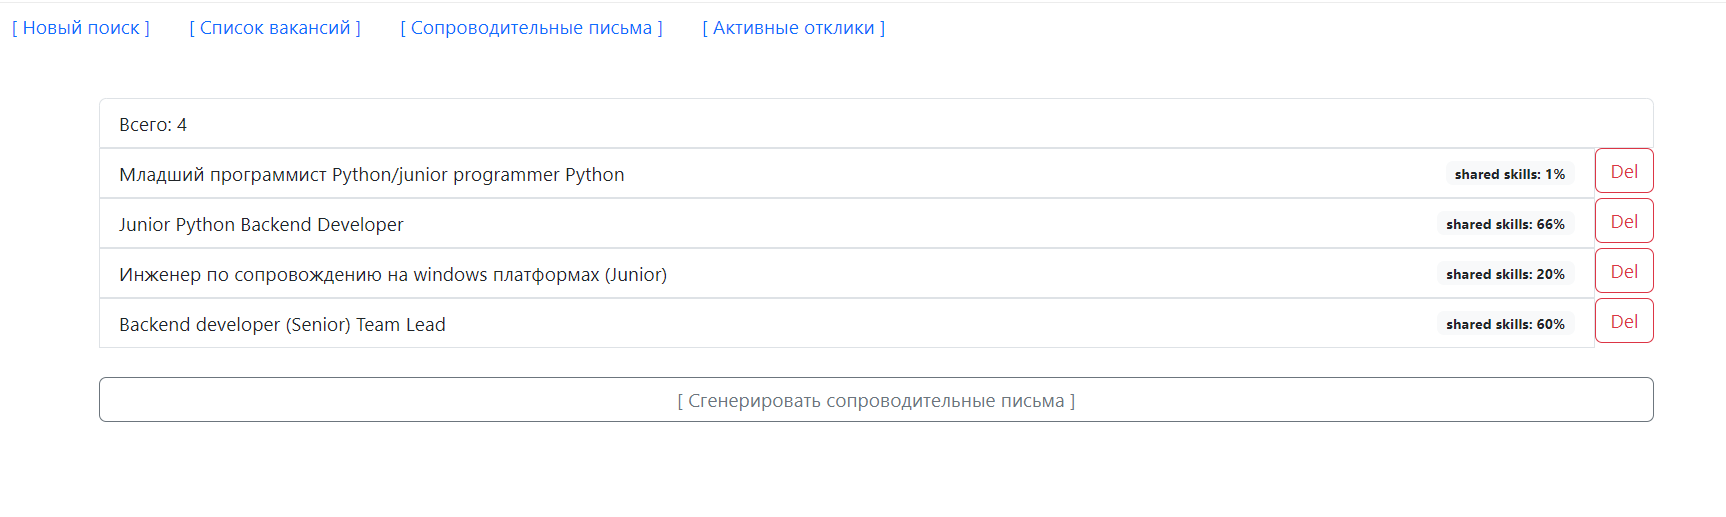 [ Новый поиск ] [ Список вакансий ] [ Сопроводительные письма ] [ Активные отклики ]
Всего: 4
Младший программист Python/junior programmer Python shared skills: 1% Del
Junior Python Backend Developer shared skills: 66% Del
Инженер по сопровождению на windows платформах (Junior) shared skills: 20% Del
Backend developer (Senior) Team Lead shared skills: 60% Del
[ Сгенерировать сопроводительные письма ]